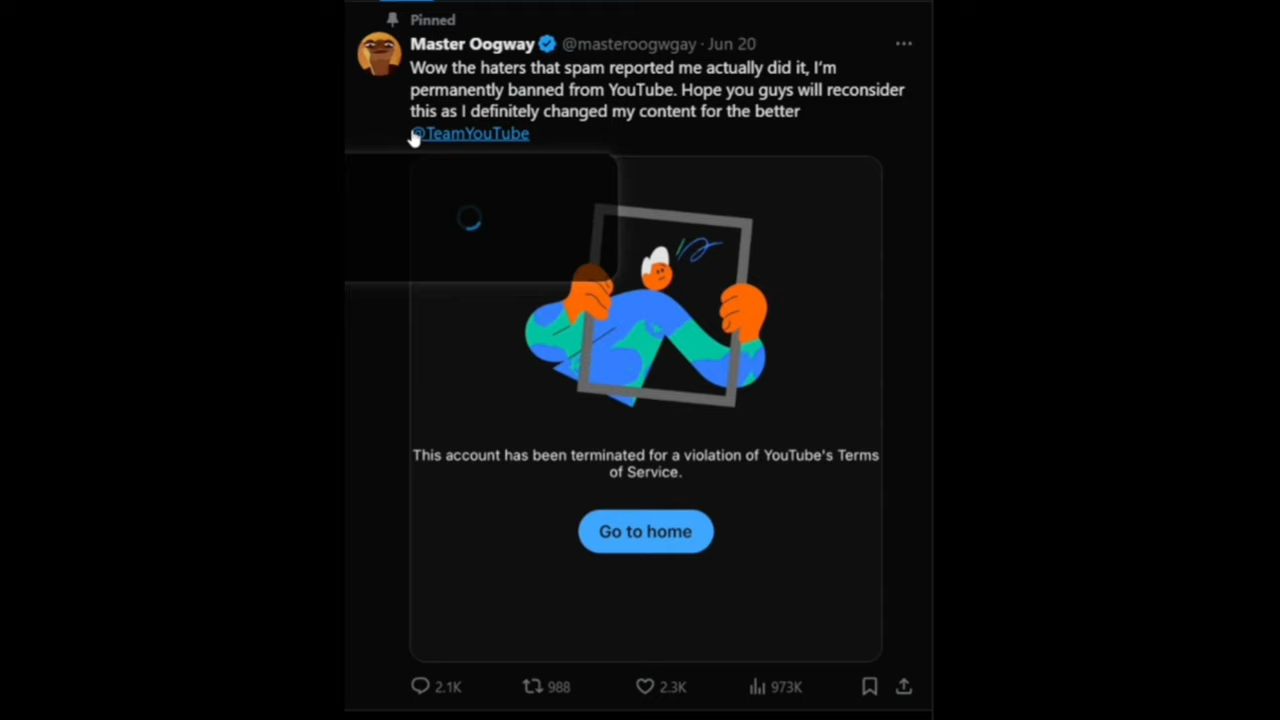 Pinned
Master Oogway @masteroogwgay · Jun 20
Wow the haters that spam reported me actually did it, I'm
permanently banned from YouTube. Hope you guys will reconsider
this as I definitely changed my content for the better
@TeamYouTube
This account has been terminated for a violation of YouTube's Terms
of Service.
Go to home
2.1K 988 2.3K 973K